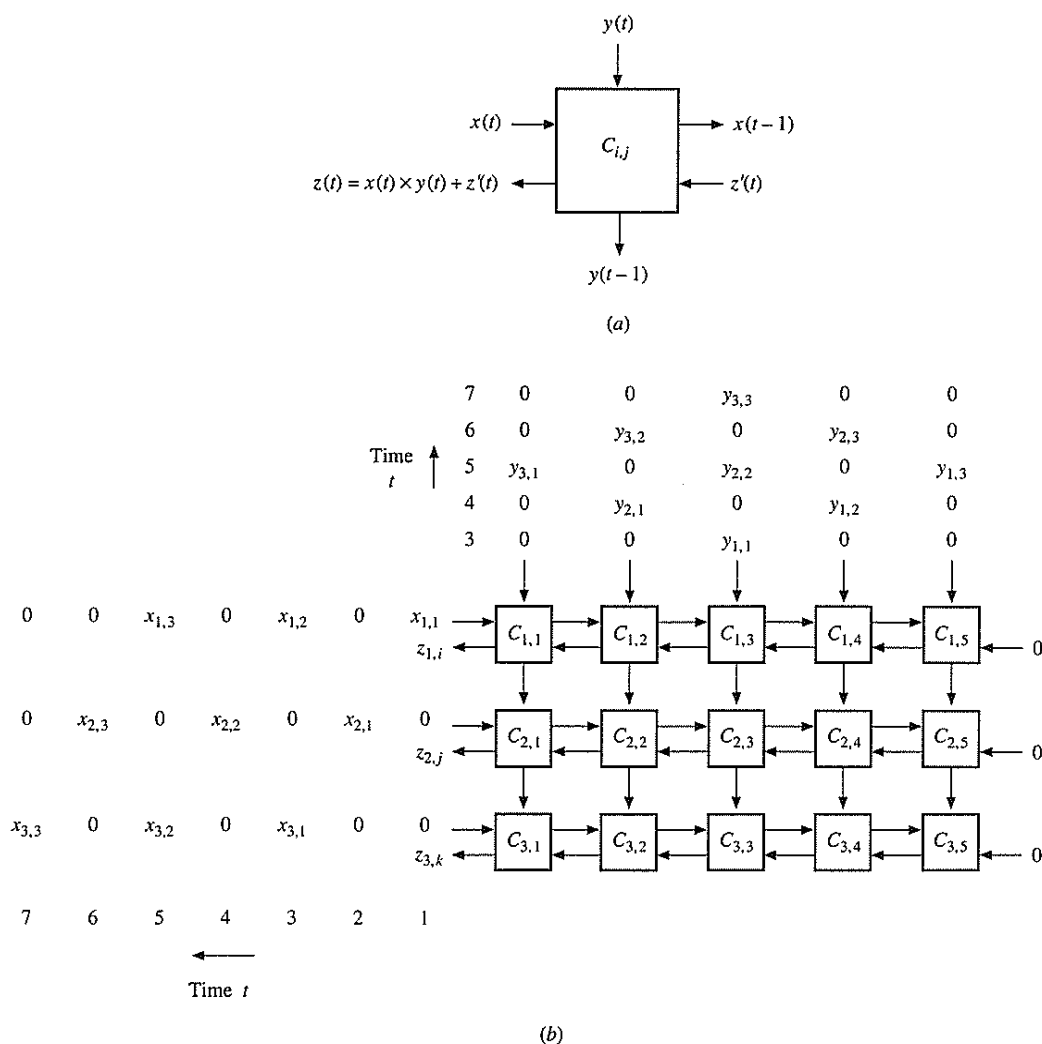 y(t)
x(t) x(t − 1)
C_{i,j}
z(t) = x(t) × y(t) + z′(t) z′(t)
y(t − 1)
(a)
7 0 0 y_{3,3} 0 0
6 0 y_{3,2} 0 y_{2,3} 0
Time t
5 y_{3,1} 0 y_{2,2} 0 y_{1,3}
4 0 y_{2,1} 0 y_{1,2} 0
3 0 0 y_{1,1} 0 0
0 0 x_{1,3} 0 x_{1,2} 0 x_{1,1}
C_{1,1} C_{1,2} C_{1,3} C_{1,4} C_{1,5}
z_{1,i} 0
0 x_{2,3} 0 x_{2,2} 0 x_{2,1} 0
C_{2,1} C_{2,2} C_{2,3} C_{2,4} C_{2,5}
z_{2,j} 0
x_{3,3} 0 x_{3,2} 0 x_{3,1} 0 0
C_{3,1} C_{3,2} C_{3,3} C_{3,4} C_{3,5}
z_{3,k} 0
7 6 5 4 3 2 1
Time t
(b)